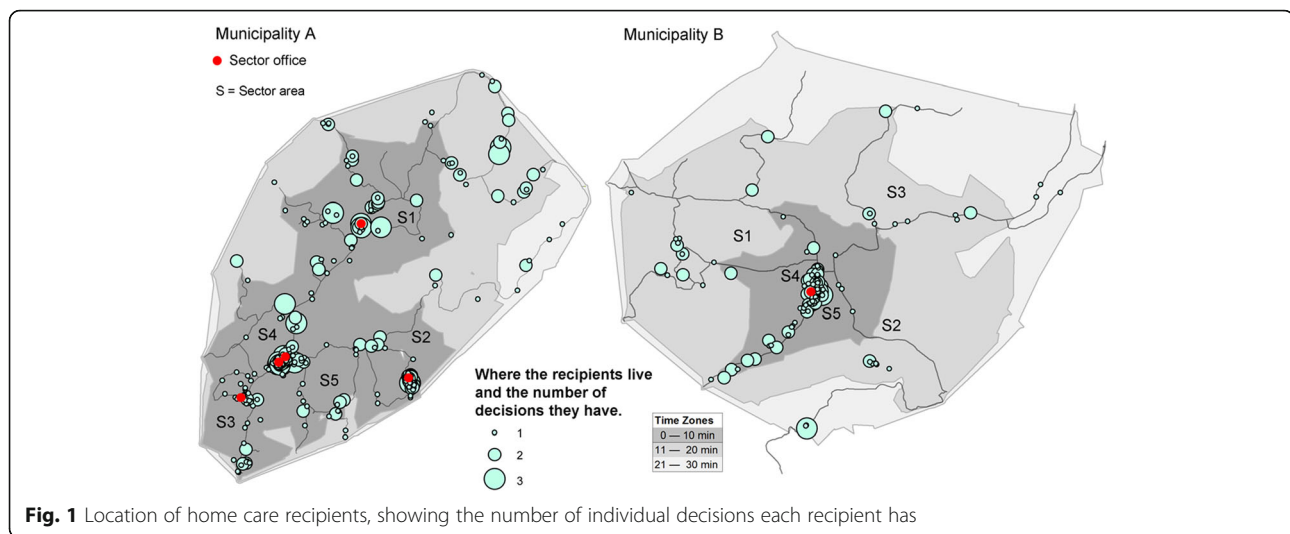 Municipality A
Sector office
S = Sector area
Municipality B
S1
S4
S2
S5
S3
S3
S1
S4
S5
S2
Where the recipients live
and the number of
decisions they have.
1
2
3
Time Zones
0 — 10 min
11 — 20 min
21 — 30 min
Fig. 1 Location of home care recipients, showing the number of individual decisions each recipient has